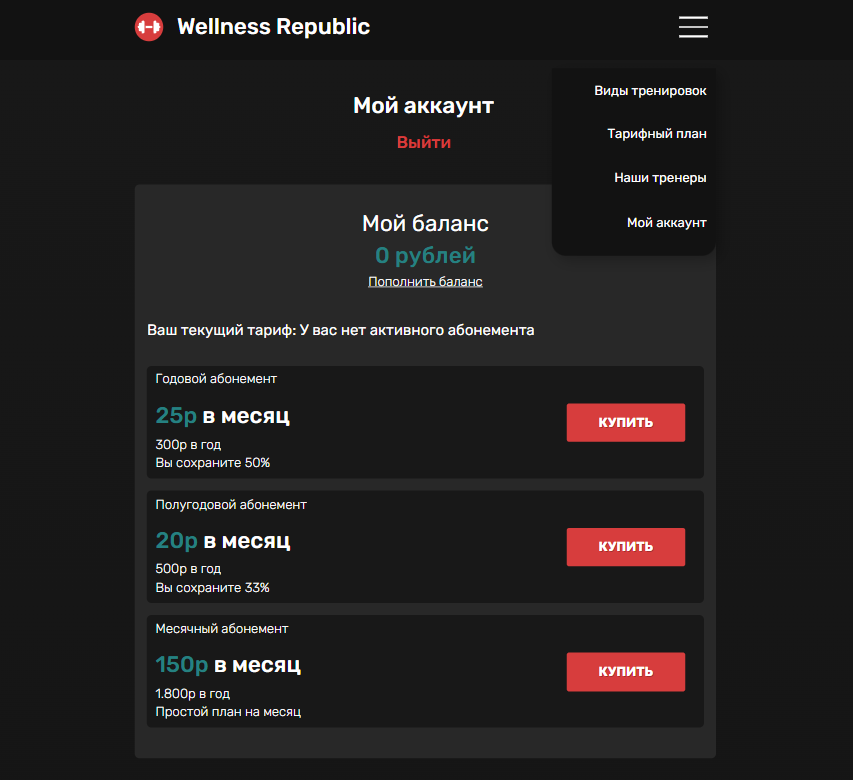 Wellness Republic
Виды тренировок
Тарифный план
Наши тренеры
Мой аккаунт
Мой аккаунт
Выйти
Мой баланс
0 рублей
Пополнить баланс
Ваш текущий тариф: У вас нет активного абонемента
Годовой абонемент
25р в месяц
300р в год
Вы сохраните 50%
КУПИТЬ
Полугодовой абонемент
20р в месяц
500р в год
Вы сохраните 33%
КУПИТЬ
Месячный абонемент
150р в месяц
1.800р в год
Простой план на месяц
КУПИТЬ